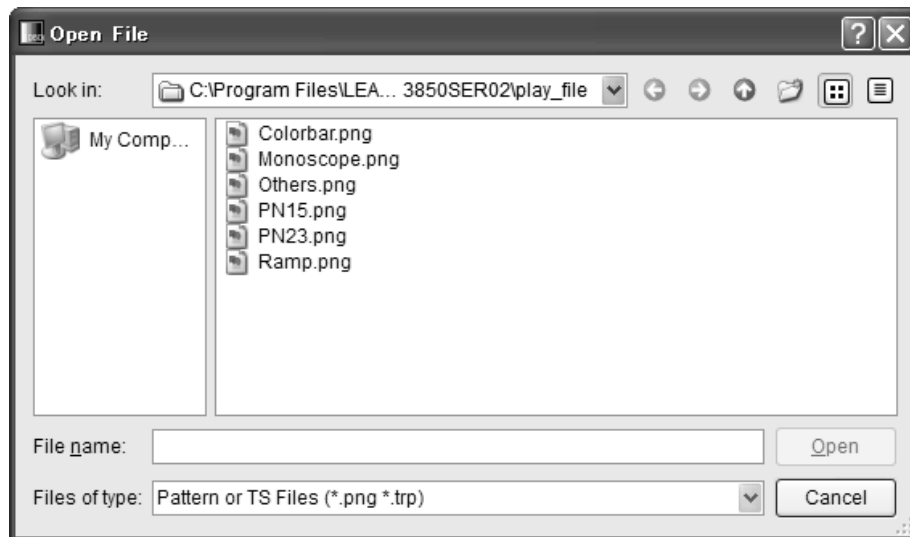 Open File
Look in: C:\Program Files\LEA... 3850SER02\play_file
My Comp...
Colorbar.png
Monoscope.png
Others.png
PN15.png
PN23.png
Ramp.png
File name: Open
Files of type: Pattern or TS Files (*.png *.trp) Cancel